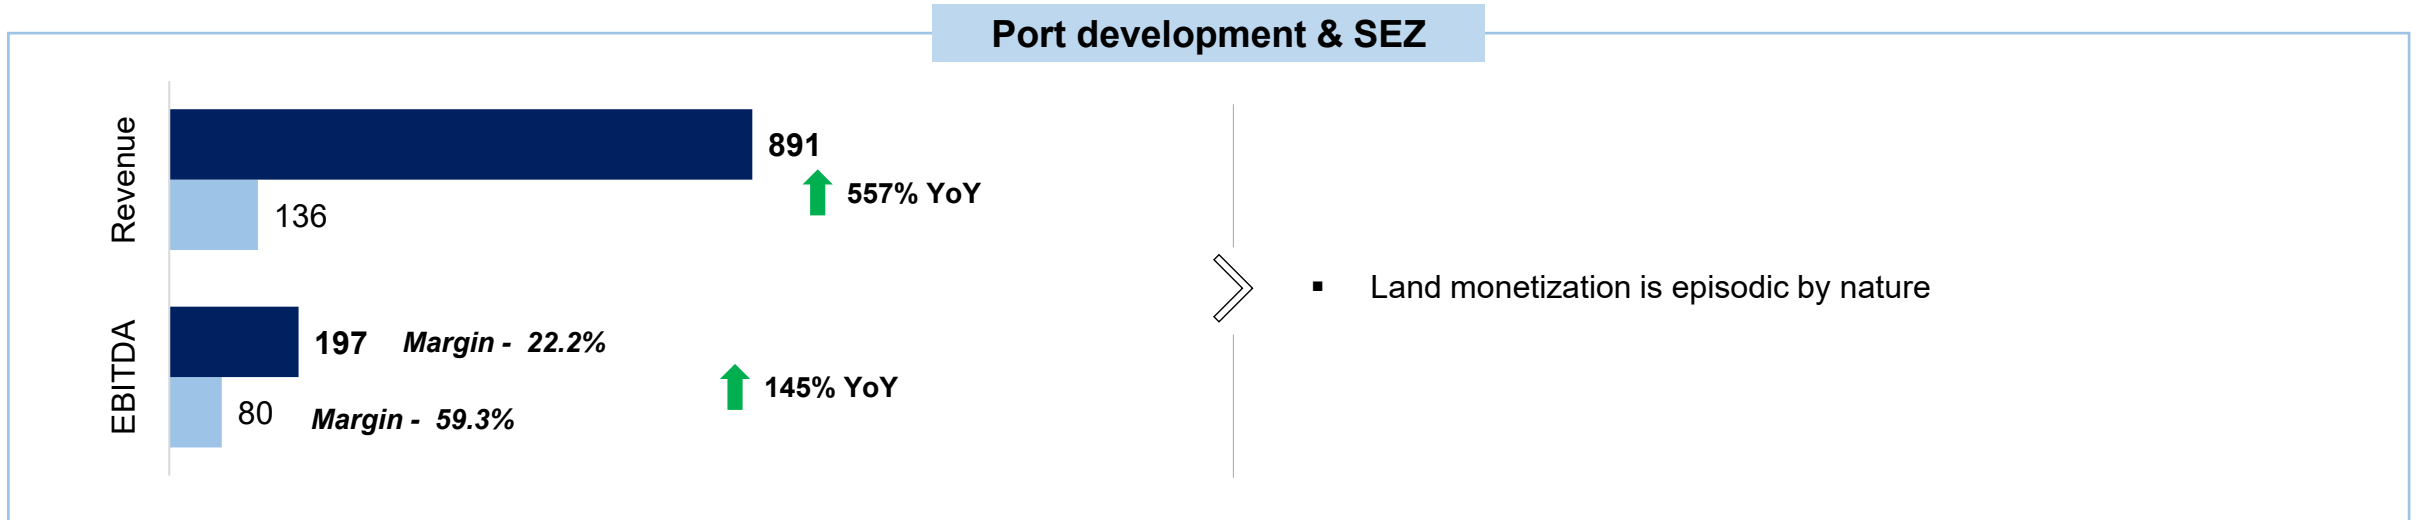 Port development & SEZ
Revenue
891
557% YoY
136
EBITDA
197 Margin - 22.2%
145% YoY
80 Margin - 59.3%
▪ Land monetization is episodic by nature